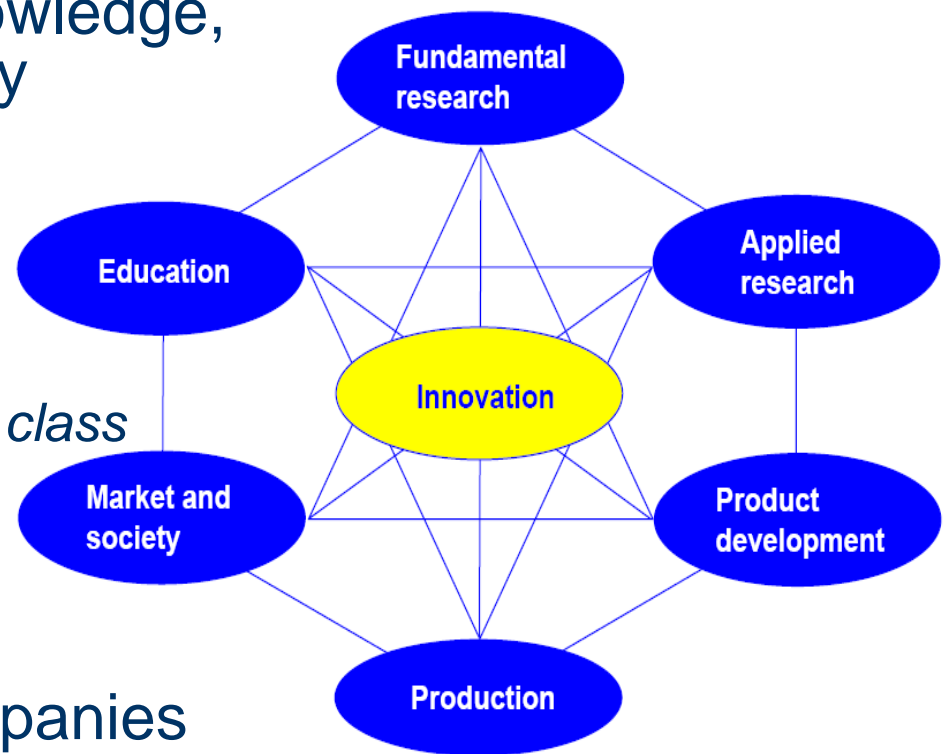 owledge,
y
Fundamental
research
Education
Applied
research
Innovation
class
Market and
society
Product
development
Production
panies